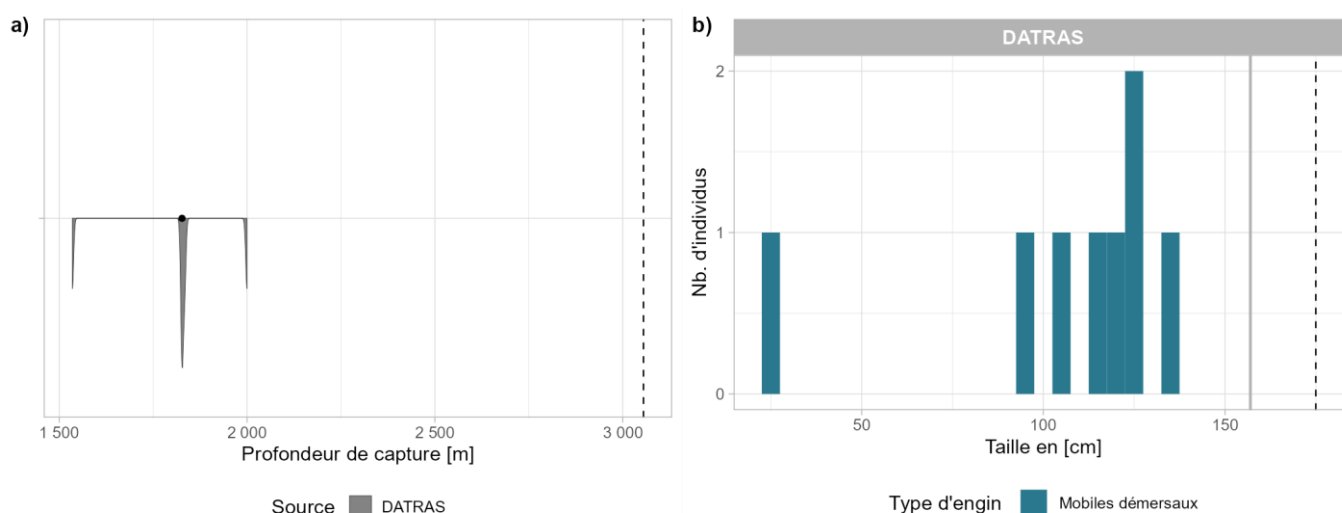 a)
1 500
2 000
2 500
3 000
Profondeur de capture [m]
Source
DATRAS
b)
DATRAS
Nb. d'individus
2
1
0
50
100
150
Taille en [cm]
Type d'engin
Mobiles démersaux